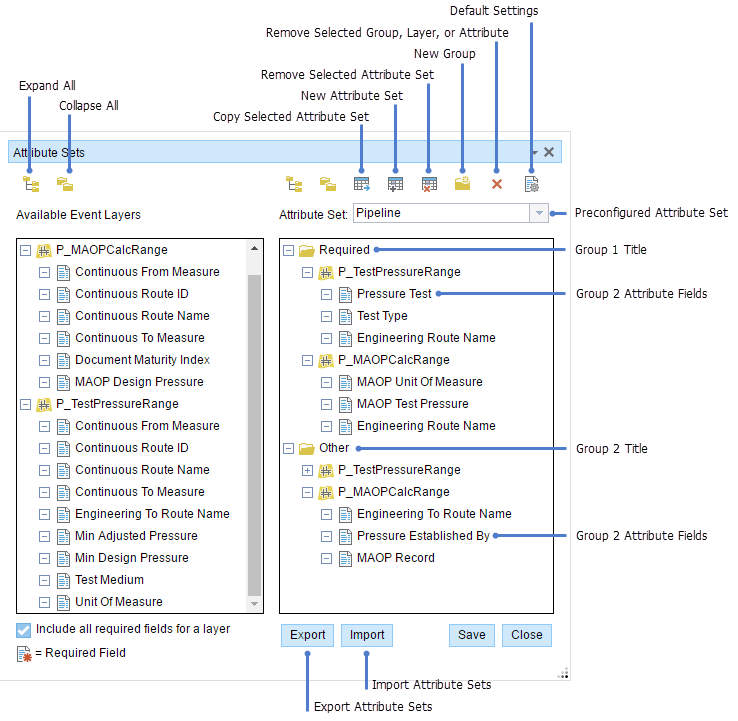 Default Settings
Remove Selected Group, Layer, or Attribute
New Group
Remove Selected Attribute Set
Expand All
New Attribute Set
Collapse All
Copy Selected Attribute Set
Attribute Sets
Available Event Layers
Attribute Set: Pipeline
Preconfigured Attribute Set
P_MAOPCalcRange
Continuous From Measure
Continuous Route ID
Continuous Route Name
Continuous To Measure
Document Maturity Index
MAOP Design Pressure
P_TestPressureRange
Continuous From Measure
Continuous Route ID
Continuous Route Name
Continuous To Measure
Engineering To Route Name
Min Adjusted Pressure
Min Design Pressure
Test Medium
Unit Of Measure
Required
Group 1 Title
P_TestPressureRange
Pressure Test
Group 2 Attribute Fields
Test Type
Engineering Route Name
P_MAOPCalcRange
MAOP Unit Of Measure
MAOP Test Pressure
Engineering Route Name
Other
Group 2 Title
P_TestPressureRange
P_MAOPCalcRange
Engineering To Route Name
Pressure Established By
Group 2 Attribute Fields
MAOP Record
Include all required fields for a layer
= Required Field
Export
Import
Save
Close
Import Attribute Sets
Export Attribute Sets